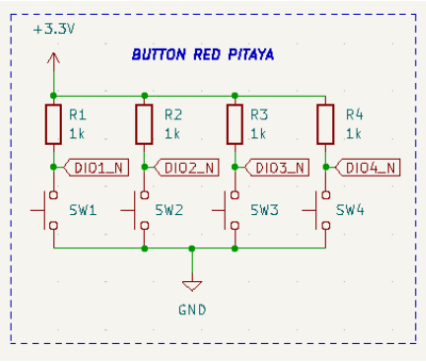 +3.3V
BUTTON RED PITAYA
R1
1k
R2
1k
R3
1k
R4
1k
DIO1_N
DIO2_N
DIO3_N
DIO4_N
SW1
SW2
SW3
SW4
GND